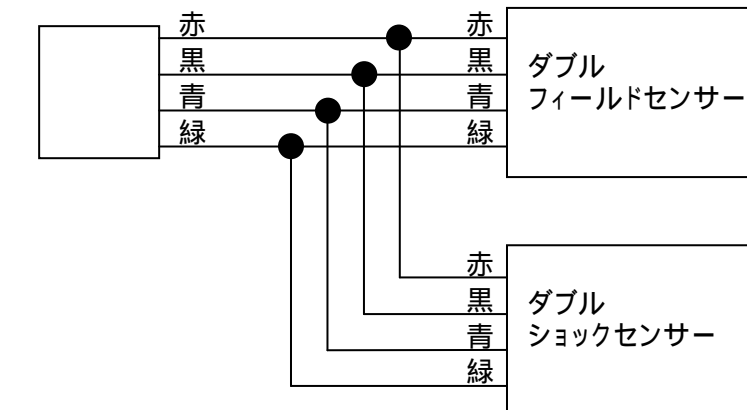 赤 赤
黒 黒
青 青
緑 緑
ダブル
フィールドセンサー
赤
黒
青
緑
ダブル
ショックセンサー